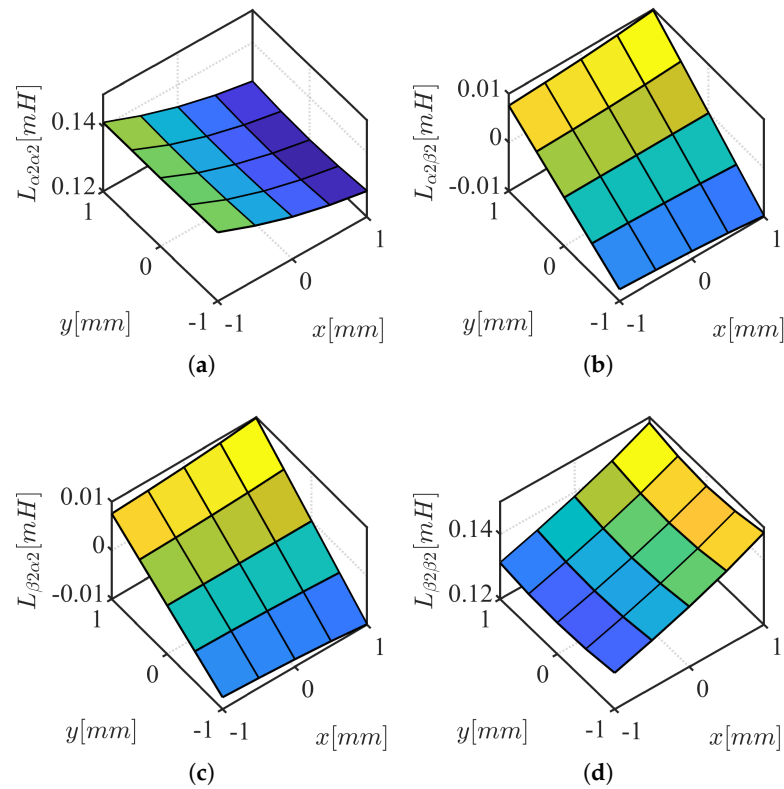 L_{α2α2}[mH]
0.14
0.12
1
0
-1
y[mm]
-1
0
1
x[mm]
(a)
L_{α2β2}[mH]
0.01
0
-0.01
1
0
-1
y[mm]
-1
0
1
x[mm]
(b)
L_{β2α2}[mH]
0.01
0
-0.01
1
0
-1
y[mm]
-1
0
1
x[mm]
(c)
L_{β2β2}[mH]
0.14
0.12
1
0
-1
y[mm]
-1
0
1
x[mm]
(d)